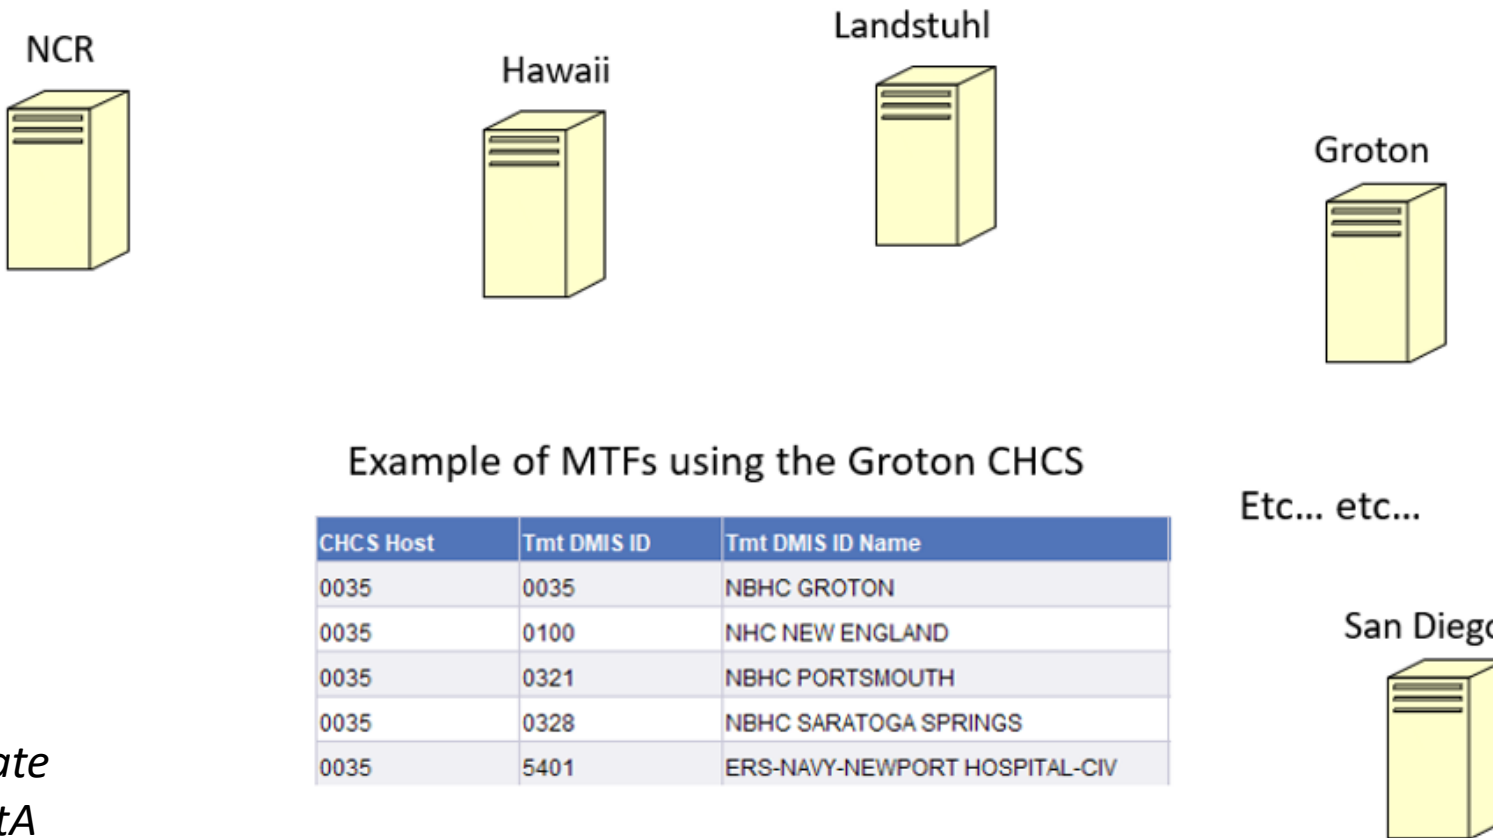 NCR
Hawaii
Landstuhl
Groton
Example of MTFs using the Groton CHCS
CHCS Host Tmt DMIS ID Tmt DMIS ID Name
0035 0035 NBHC GROTON
0035 0100 NHC NEW ENGLAND
0035 0321 NBHC PORTSMOUTH
0035 0328 NBHC SARATOGA SPRINGS
0035 5401 ERS-NAVY-NEWPORT HOSPITAL-CIV
Etc... etc...
San Diego